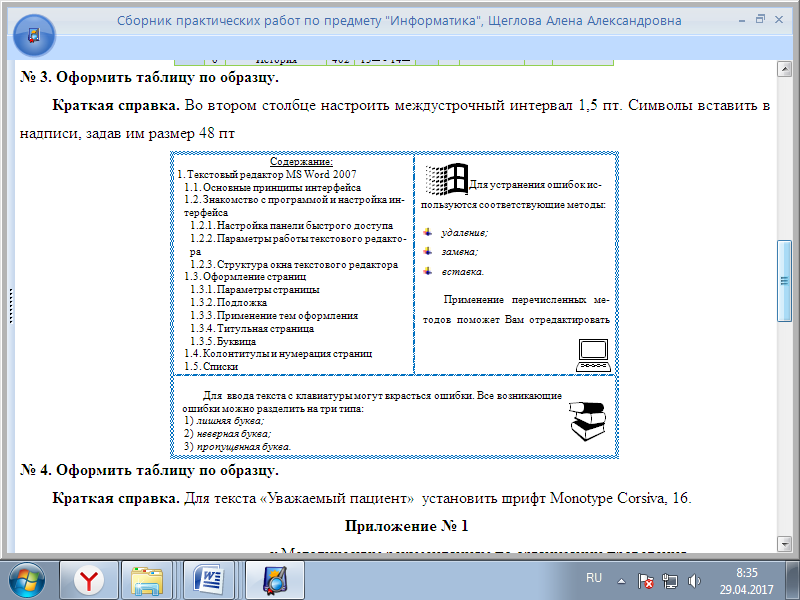 Сборник практических работ по предмету "Информатика", Щеглова Алена Александровна
№ 3. Оформить таблицу по образцу.
Краткая справка. Во втором столбце настроить междустрочный интервал 1,5 пт. Символы вставить в
надписи, задав им размер 48 пт
Содержание:
1. Текстовый редактор MS Word 2007
1.1. Основные принципы интерфейса
1.2. Знакомство с программой и настройка ин-
терфейса
1.2.1. Настройка панели быстрого доступа
1.2.2. Параметры работы текстового редакто-
ра
1.2.3. Структура окна текстового редактора
1.3. Оформление страниц
1.3.1. Параметры страницы
1.3.2. Подложка
1.3.3. Применение тем оформления
1.3.4. Титульная страница
1.3.5. Буквица
1.4. Колонтитулы и нумерация страниц
1.5. Списки
Для устранения ошибок ис-
пользуются соответствующие методы:
удаление;
замена;
вставка.
Применение перечисленных ме-
тодов поможет Вам отредактировать
Для ввода текста с клавиатуры могут вкрасться ошибки. Все возникающие
ошибки можно разделить на три типа:
1) лишняя буква;
2) неверная буква;
3) пропущенная буква.
№ 4. Оформить таблицу по образцу.
Краткая справка. Для текста «Уважаемый пациент» установить шрифт Monotype Corsiva, 16.
Приложение № 1
RU
8:35
29.04.2017